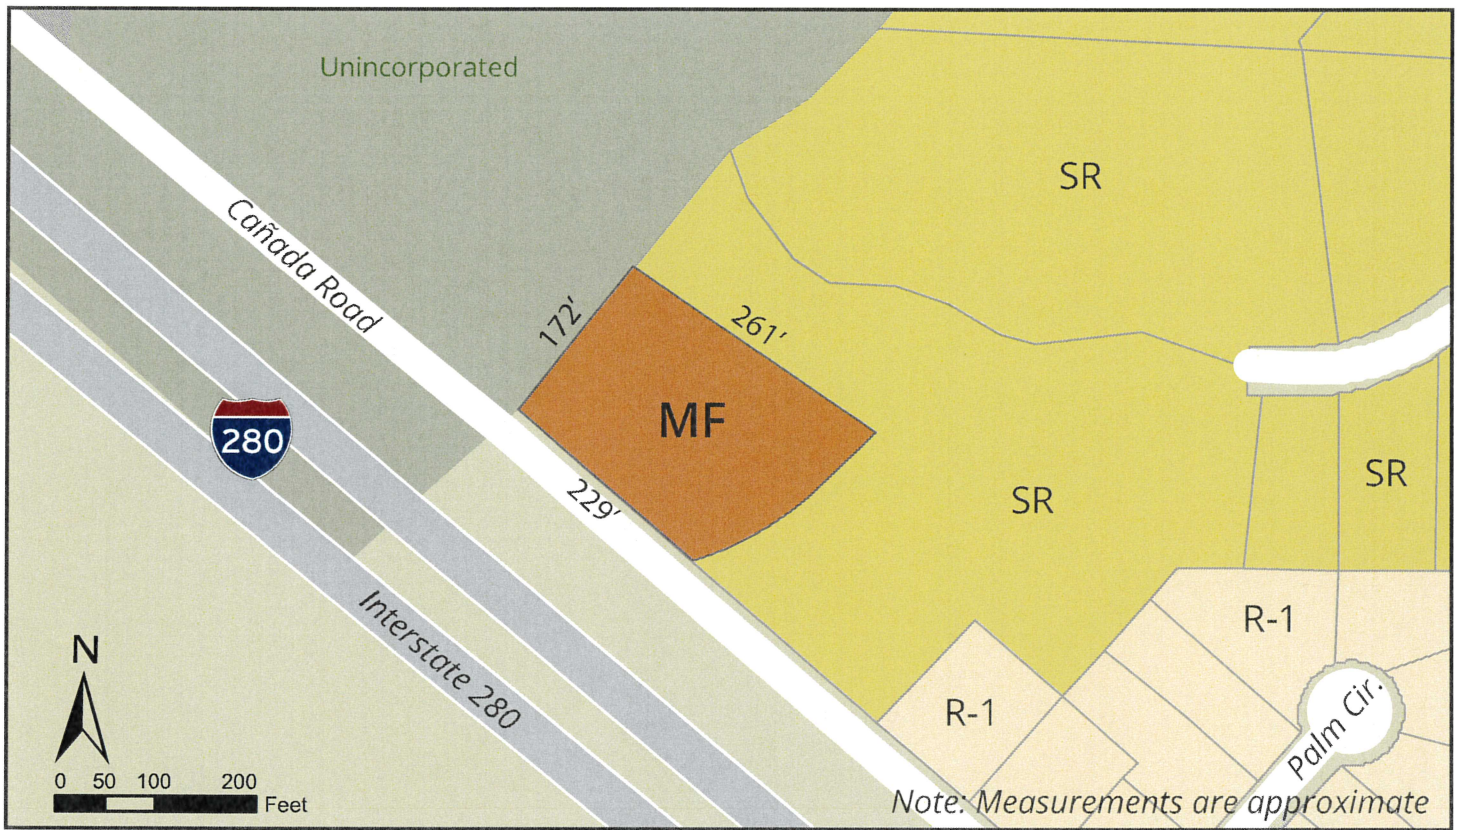 Unincorporated
SR
Cañada Road
172'
261'
MF
280
229'
SR
SR
Interstate 280
R-1
R-1
N
Palm Cir.
0 50 100 200
Feet
Note: Measurements are approximate